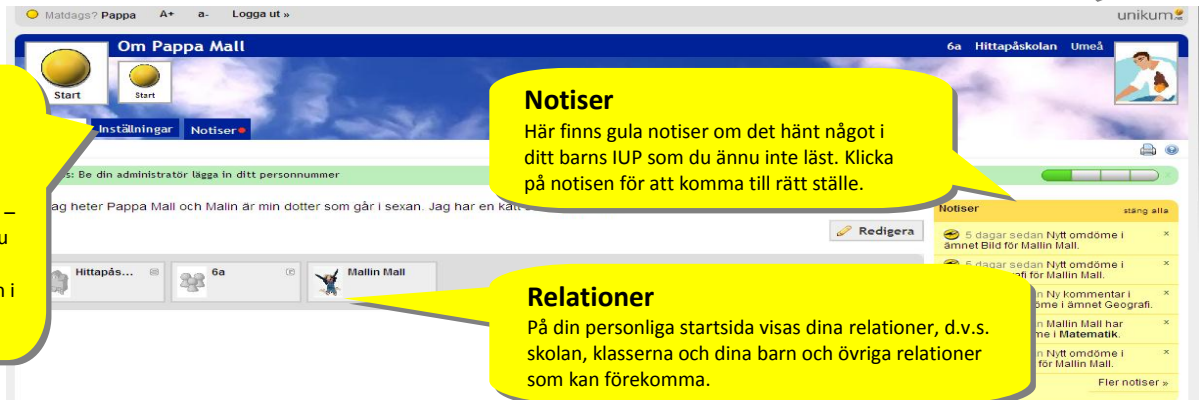 Matdags? Pappa A+ a- Logga ut »
unikum
Om Pappa Mall
6a Hittapåskolan Umeå
Start
Start
Inställningar Notiser
Notiser
Här finns gula notiser om det hänt något i
ditt barns IUP som du ännu inte läst. Klicka
på notisen för att komma till rätt ställe.
: Be din administratör lägga in ditt personnummer
ag heter Pappa Mall och Malin är min dotter som går i sexan. Jag har en katt
–
u
n i
Redigera
Hittapås...
6a
Mallin Mall
Relationer
På din personliga startsida visas dina relationer, d.v.s.
skolan, klasserna och dina barn och övriga relationer
som kan förekomma.
Notiser stäng alla
5 dagar sedan Nytt omdöme i
ämnet Bild för Mallin Mall.
5 dagar sedan Nytt omdöme i
afi för Mallin Mall.
n Ny kommentar i
öme i ämnet Geografi.
n Mallin Mall har
me i Matematik.
n Nytt omdöme i
för Mallin Mall.
Fler notiser »